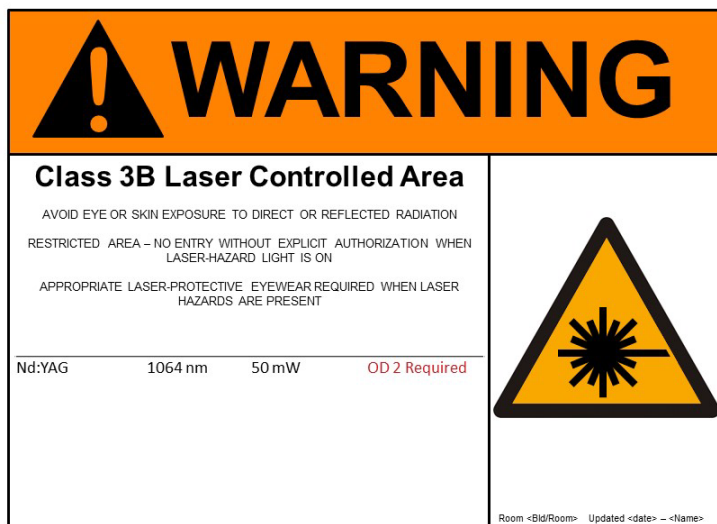 WARNING
Class 3B Laser Controlled Area
AVOID EYE OR SKIN EXPOSURE TO DIRECT OR REFLECTED RADIATION
RESTRICTED AREA – NO ENTRY WITHOUT EXPLICIT AUTHORIZATION WHEN
LASER-HAZARD LIGHT IS ON
APPROPRIATE LASER-PROTECTIVE EYEWEAR REQUIRED WHEN LASER
HAZARDS ARE PRESENT
Nd:YAG 1064 nm 50 mW OD 2 Required
Room <Bld/Room> Updated <date> – <Name>